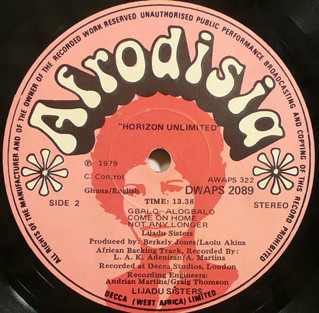 ALL RIGHTS OF THE MANUFACTURER AND OF THE OWNER OF THE RECORDED WORK RESERVED UNAUTHORISED PUBLIC PERFORMANCE BROADCASTING AND COPYING OF THIS RECORD PROHIBITED
Afrodisia
"HORIZON UNLIMITED"
℗ 1979
AWAPS 322
DWAPS 2089
Ghana/English
SIDE 2
TIME: 13.38
STEREO
GBALO-ALOGBALO
COME ON HOME
NOT ANY LONGER
Lijadu Sisters
Produced by: Berkely Jones/Laolu Akins
African Backing Track, Recorded By:
L. A. K. Adeniran/A. Martins
Recorded at Decca Studios, London
Recording Engineers:
Andrian Martins/Craig Thomson
LIJADU SISTERS
DECCA (WEST AFRICA) LIMITED